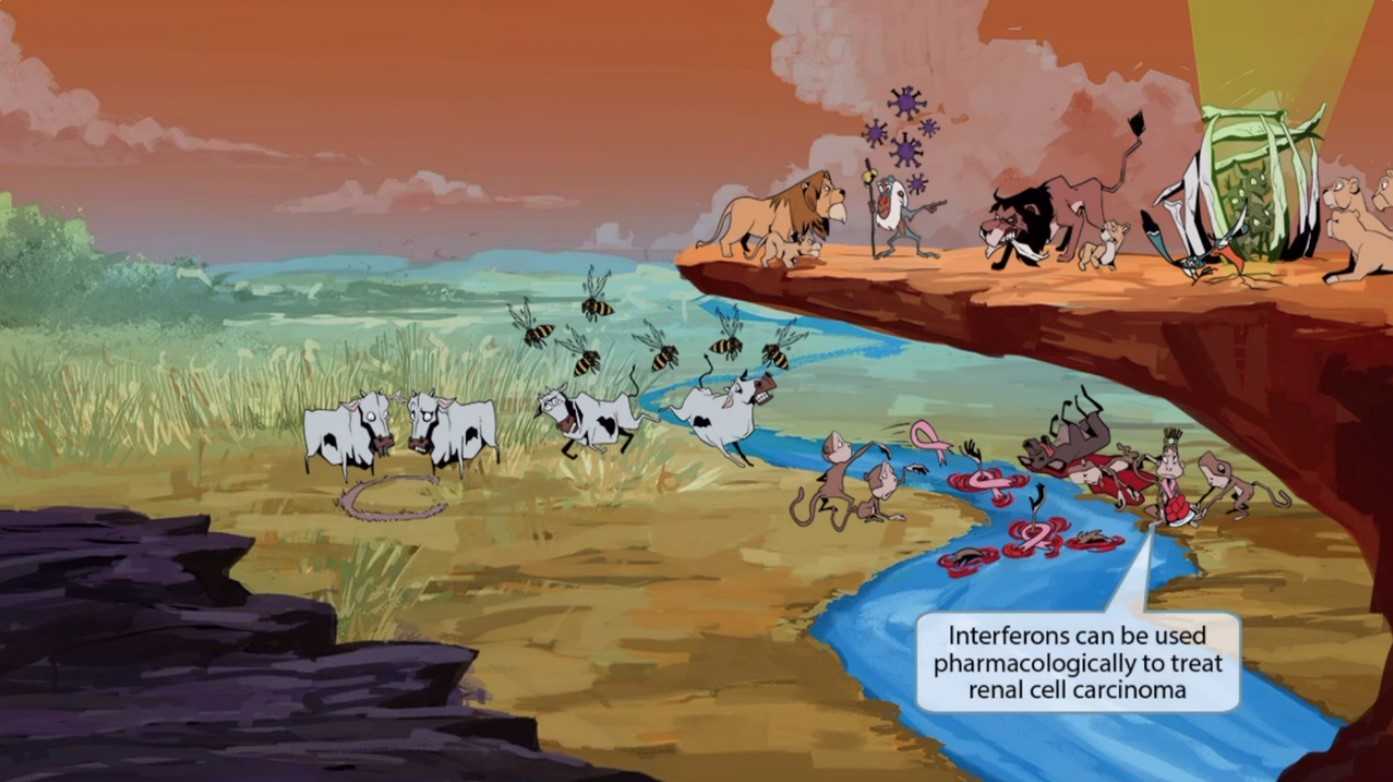 Interferons can be used
pharmacologically to treat
renal cell carcinoma